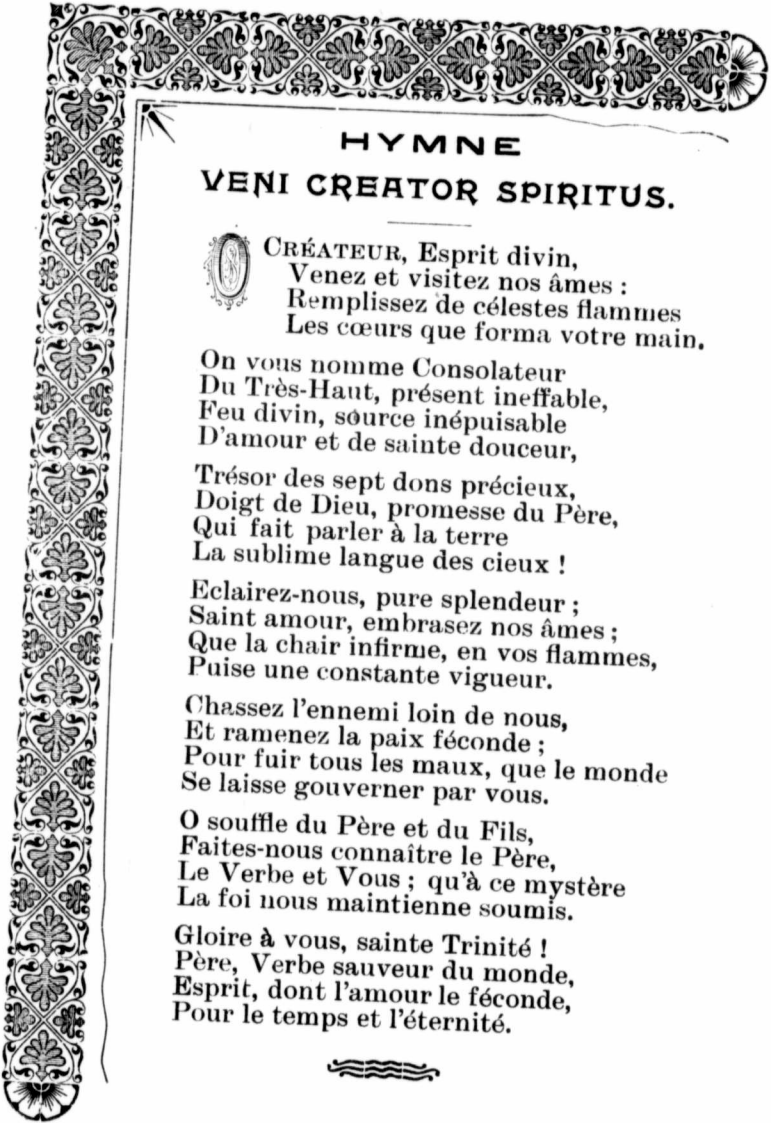 HYMNE
VENI CREATOR SPIRITUS.
O CRÉATEUR, Esprit divin,
Venez et visitez nos âmes :
Remplissez de célestes flammes
Les cœurs que forma votre main.
On vous nomme Consolateur
Du Très-Haut, présent ineffable,
Feu divin, source inépuisable
D'amour et de sainte douceur,
Trésor des sept dons précieux,
Doigt de Dieu, promesse du Père,
Qui fait parler à la terre
La sublime langue des cieux !
Eclairez-nous, pure splendeur ;
Saint amour, embrasez nos âmes ;
Que la chair infirme, en vos flammes,
Puise une constante vigueur.
Chassez l'ennemi loin de nous,
Et ramenez la paix féconde ;
Pour fuir tous les maux, que le monde
Se laisse gouverner par vous.
O souffle du Père et du Fils,
Faites-nous connaître le Père,
Le Verbe et Vous ; qu'à ce mystère
La foi nous maintienne soumis.
Gloire à vous, sainte Trinité !
Père, Verbe sauveur du monde,
Esprit, dont l'amour le féconde,
Pour le temps et l'éternité.